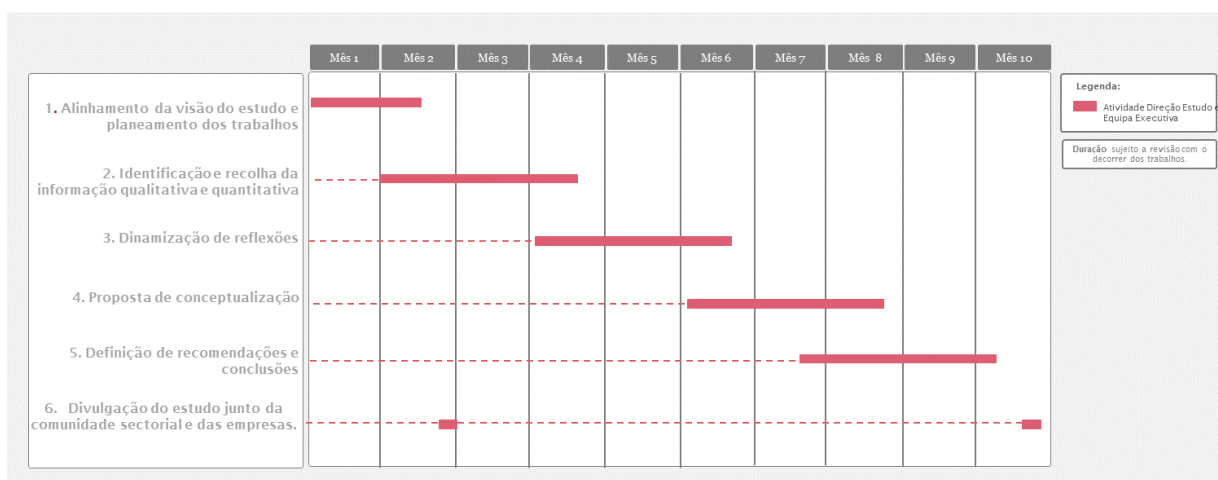 Mês 1 Mês 2 Mês 3 Mês 4 Mês 5 Mês 6 Mês 7 Mês 8 Mês 9 Mês 10
1. Alinhamento da visão do estudo e
planeamento dos trabalhos
2. Identificação e recolha da
informação qualitativa e quantitativa
3. Dinamização de reflexões
4. Proposta de conceptualização
5. Definição de recomendações e
conclusões
6. Divulgação do estudo junto da
comunidade sectorial e das empresas.
Legenda:
Atividade Direção Estudo e
Equipa Executiva
Duração sujeito a revisão com o
decorrer dos trabalhos.